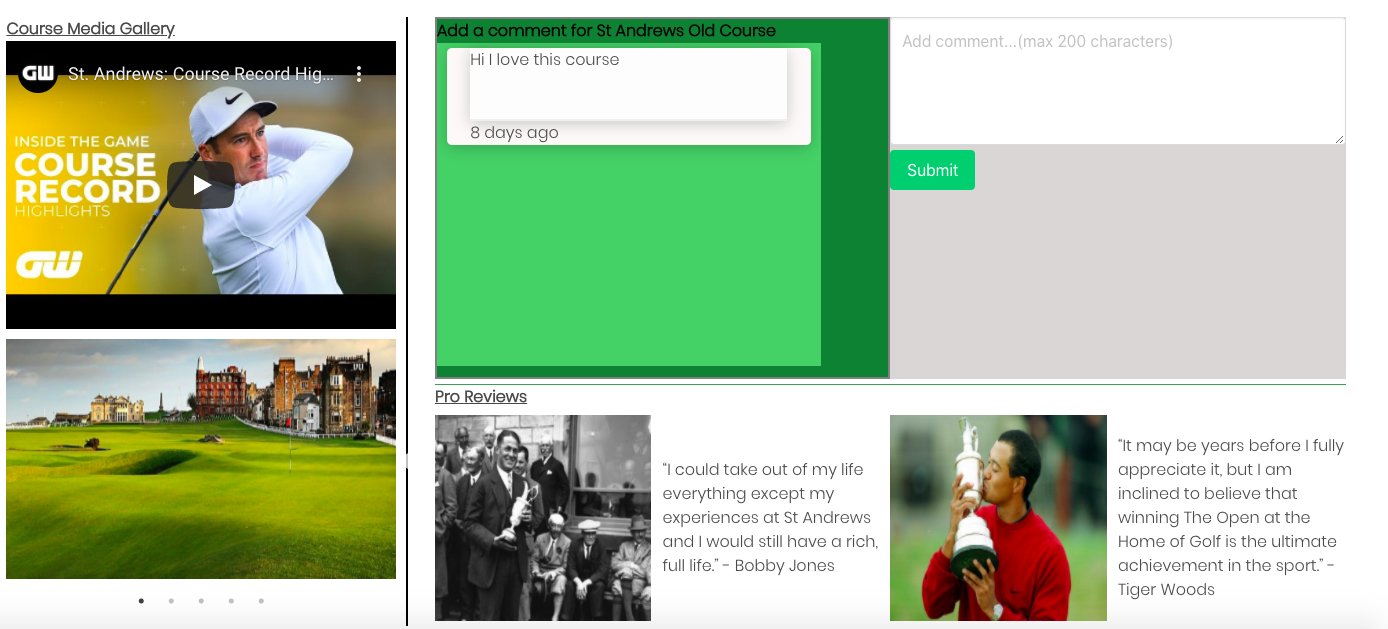 Course Media Gallery
GW St. Andrews: Course Record Hig...
INSIDE THE GAME
COURSE
RECORD
HIGHLIGHTS
GW
Add a comment for St Andrews Old Course
Hi I love this course
8 days ago
Add comment...(max 200 characters)
Submit
Pro Reviews
“I could take out of my life
everything except my
experiences at St Andrews
and I would still have a rich,
full life.” - Bobby Jones
“It may be years before I fully
appreciate it, but I am
inclined to believe that
winning The Open at the
Home of Golf is the ultimate
achievement in the sport.” -
Tiger Woods